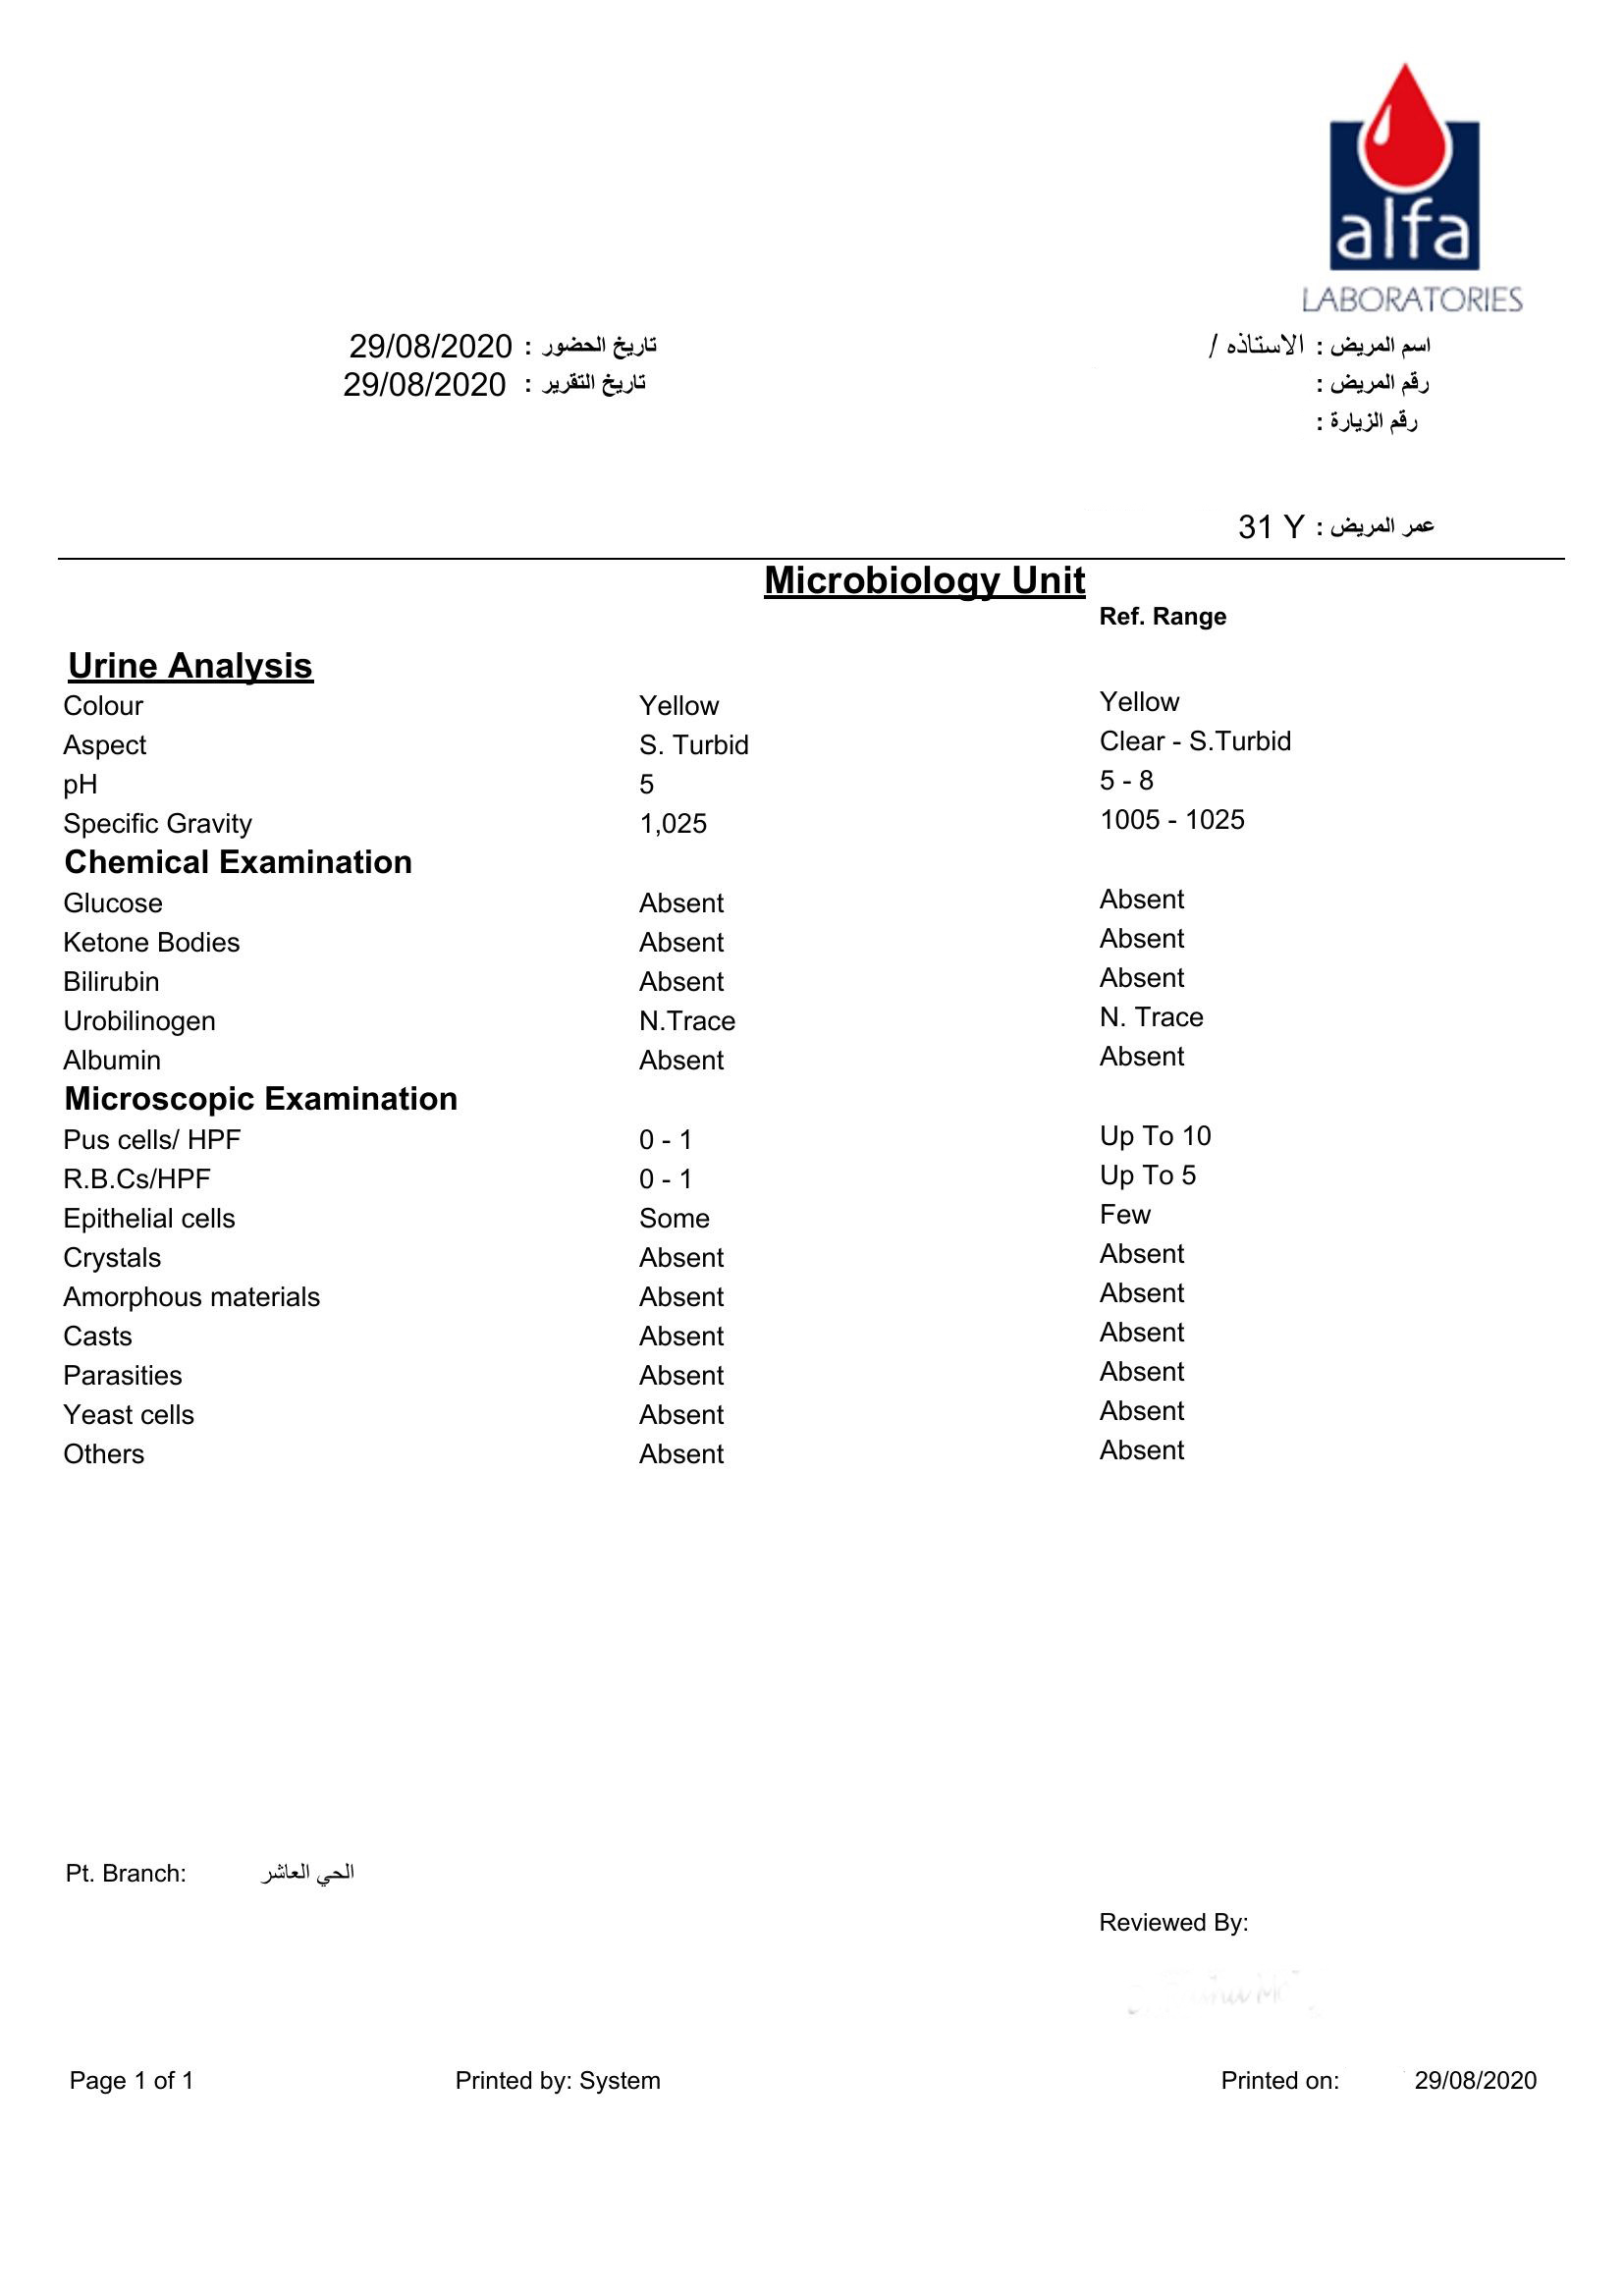 alfa
LABORATORIES
اسم المريض : الاستاذه / تاريخ الحضور : 29/08/2020
رقم المريض : تاريخ التقرير : 29/08/2020
رقم الزيارة :
عمر المريض : 31 Y
Microbiology Unit
Ref. Range
Urine Analysis
Colour Yellow Yellow
Aspect S. Turbid Clear - S.Turbid
pH 5 5 - 8
Specific Gravity 1,025 1005 - 1025
Chemical Examination
Glucose Absent Absent
Ketone Bodies Absent Absent
Bilirubin Absent Absent
Urobilinogen N.Trace N. Trace
Albumin Absent Absent
Microscopic Examination
Pus cells/ HPF 0 - 1 Up To 10
R.B.Cs/HPF 0 - 1 Up To 5
Epithelial cells Some Few
Crystals Absent Absent
Amorphous materials Absent Absent
Casts Absent Absent
Parasities Absent Absent
Yeast cells Absent Absent
Others Absent Absent
Pt. Branch: الحي العاشر
Reviewed By:
Page 1 of 1 Printed by: System Printed on: 29/08/2020